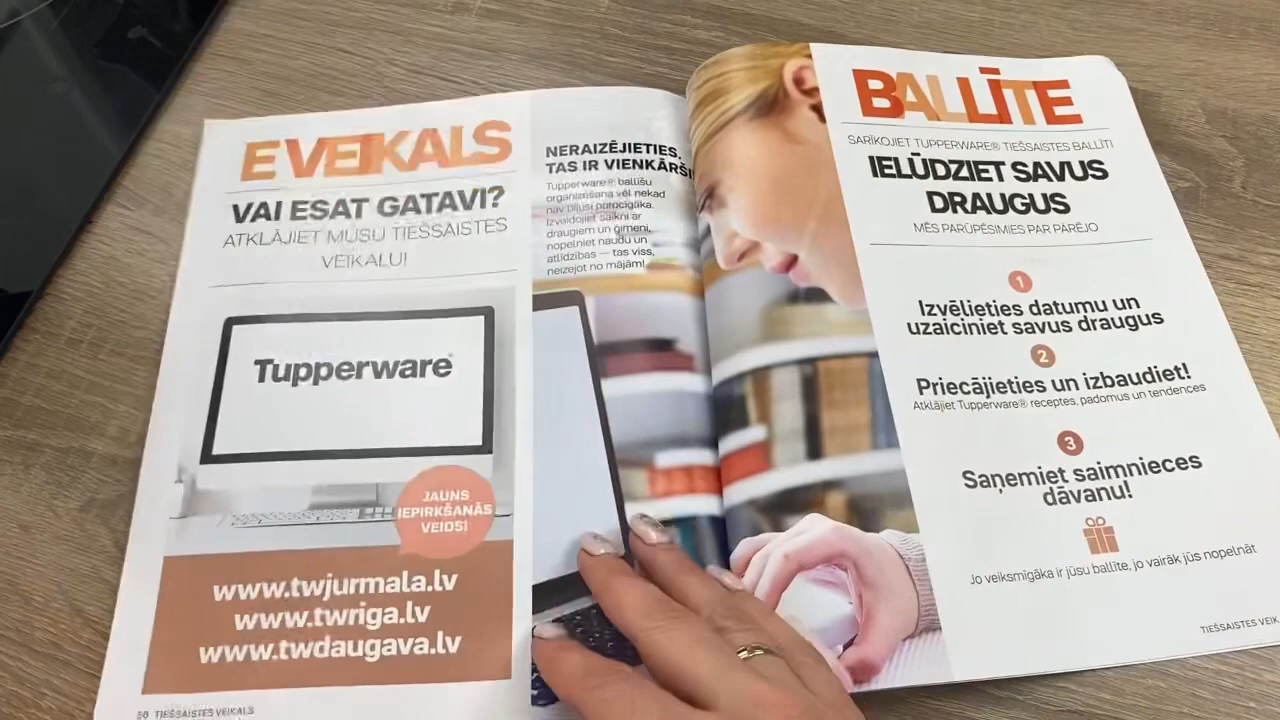 E VEIKALS
VAI ESAT GATAVI?
ATKLĀJIET MŪSU TIEŠSAISTES
VEIKALU!
Tupperware
JAUNS
IEPIRKŠANĀS
VEIDS!
www.twjurmala.lv
www.twriga.lv
www.twdaugava.lv
TIEŠSAISTES VEIKALS
NERAIZĒJIETIES,
TAS IR VIENKĀRŠI!
Tupperware® ballīšu
organizēšana vēl nekad
nav bijusi
Izveidojiet saikni ar
draugiem un ģimeni,
nopelniet naudu un
atlīdzības — tas viss,
neizejot no mājām!
BALLĪTE
SARĪKOJIET TUPPERWARE® TIEŠSAISTES BALLĪTI
IELŪDZIET SAVUS
DRAUGUS
MĒS PARŪPĒSIMIES PAR PĀRĒJO
1
Izvēlieties datumu un
uzaiciniet savus draugus
2
Priecājieties un izbaudiet!
Atklājiet Tupperware® receptes, padomus un tendences
3
Saņemiet saimnieces
dāvanu!
Jo veiksmīgāka ir jūsu ballīte, jo vairāk jūs nopelnāt
TIEŠSAISTES VEIK